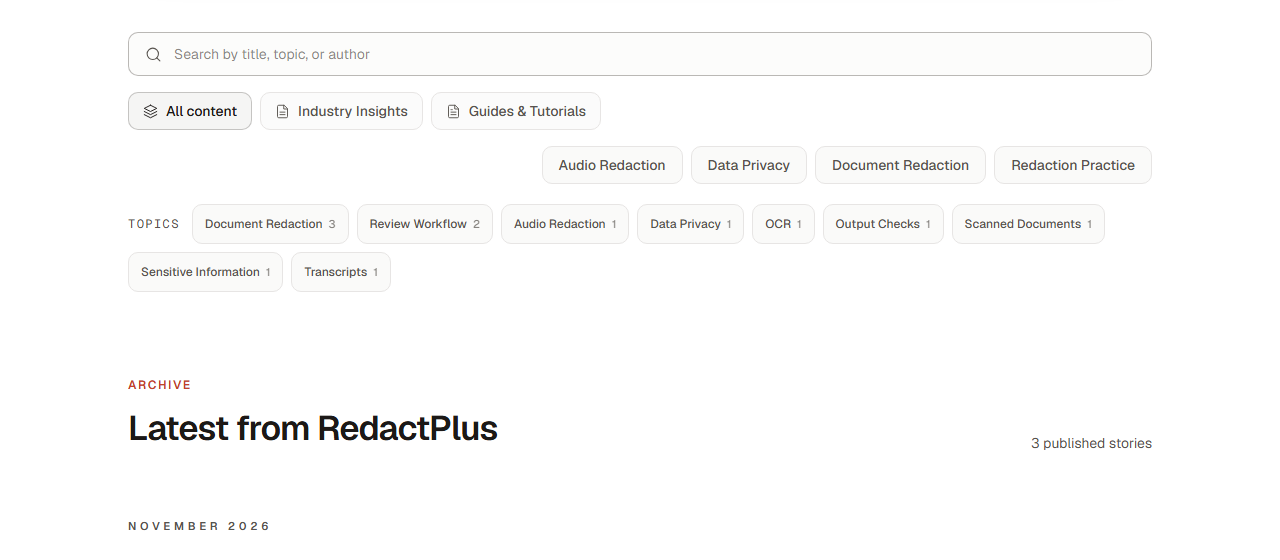 Search by title, topic, or author
All content Industry Insights Guides & Tutorials
Audio Redaction Data Privacy Document Redaction Redaction Practice
TOPICS Document Redaction 3 Review Workflow 2 Audio Redaction 1 Data Privacy 1 OCR 1 Output Checks 1 Scanned Documents 1
Sensitive Information 1 Transcripts 1
ARCHIVE
Latest from RedactPlus
3 published stories
NOVEMBER 2026